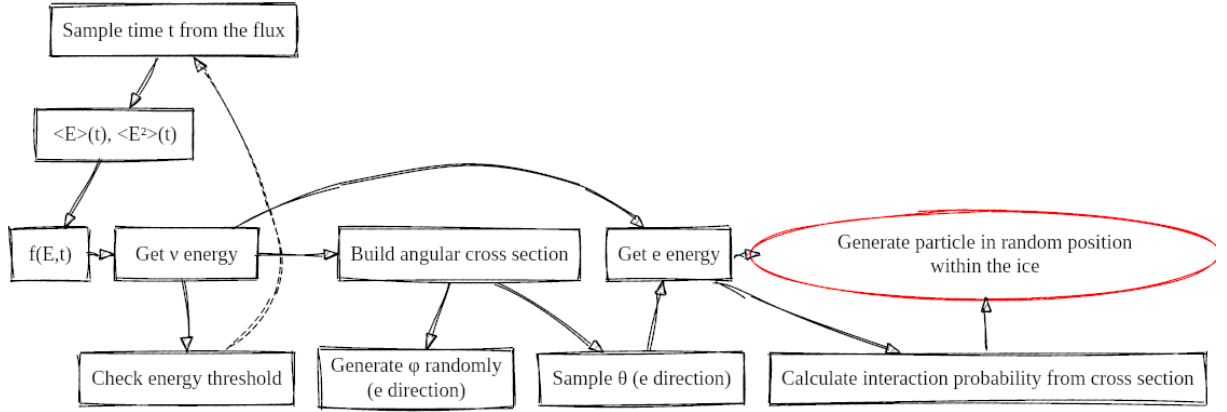 Sample time t from the flux
<E>(t), <E²>(t)
f(E,t)
Get ν energy
Build angular cross section
Get e energy
Generate particle in random position
within the ice
Check energy threshold
Generate φ randomly
(e direction)
Sample θ (e direction)
Calculate interaction probability from cross section